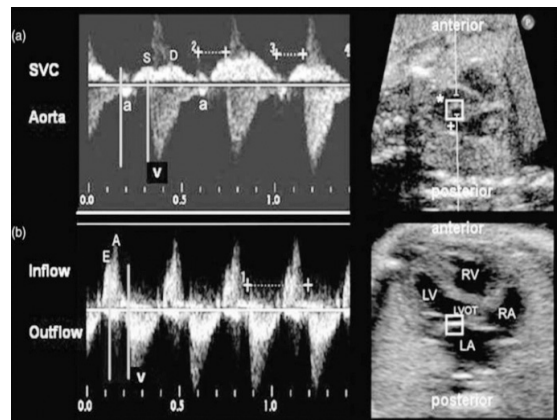 (a)
anterior
2
3
4
S
D
SVC
Aorta
a
a
*
+
v
posterior
0.0
0.5
1.0
(b)
anterior
A
E
1
Inflow
RV
LV
LVOT
RA
LA
Outflow
v
posterior
0.0
0.5
1.0